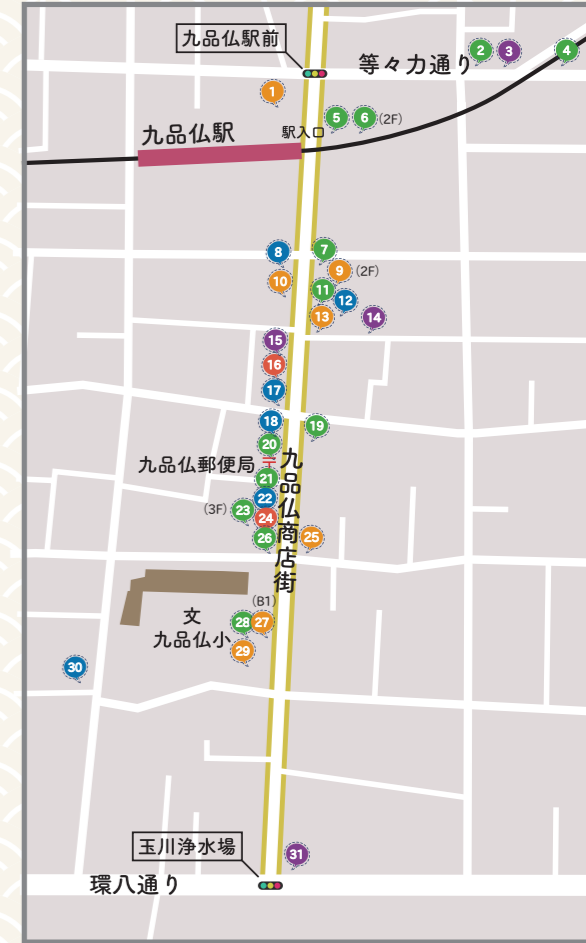 九品仏駅前
等々力通り
2
3
4
1
5
6
(2F)
九品仏駅
駅入口
8
7
9
(2F)
10
11
12
13
14
15
16
17
18
19
20
九品仏郵便局
〒
21
22
(3F)
23
24
26
25
九品仏商店街
(B1)
文
九品仏小
28
27
29
30
31
玉川浄水場
環八通り